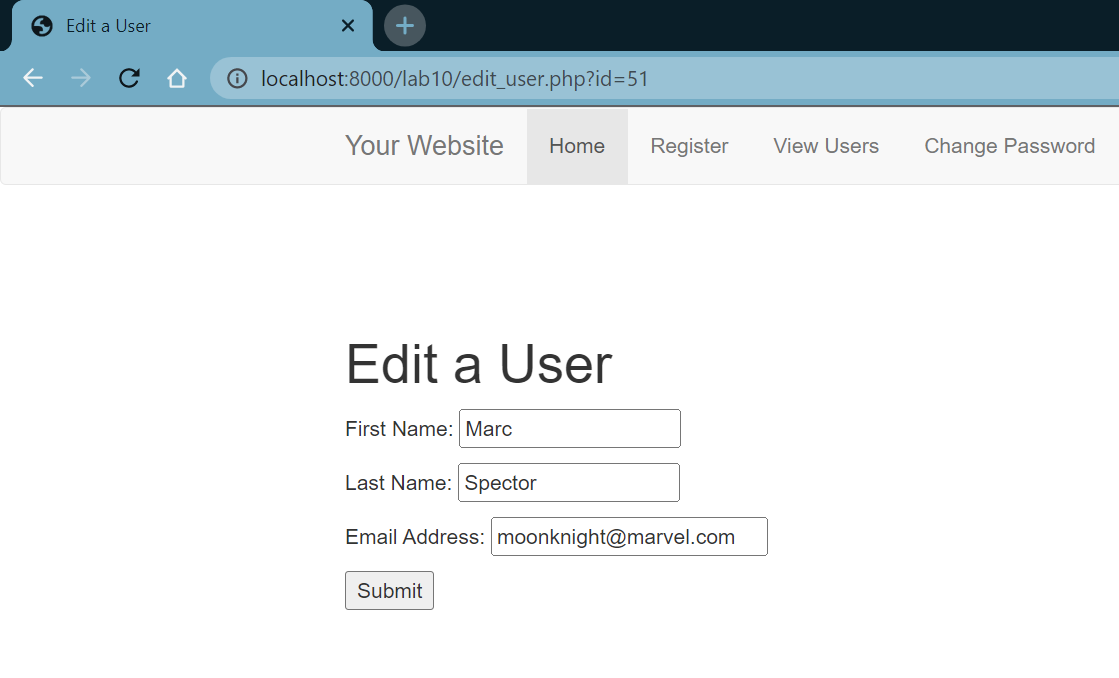 Edit a User
localhost:8000/lab10/edit_user.php?id=51
Your Website Home Register View Users Change Password
Edit a User
First Name: Marc
Last Name: Spector
Email Address: moonknight@marvel.com
Submit